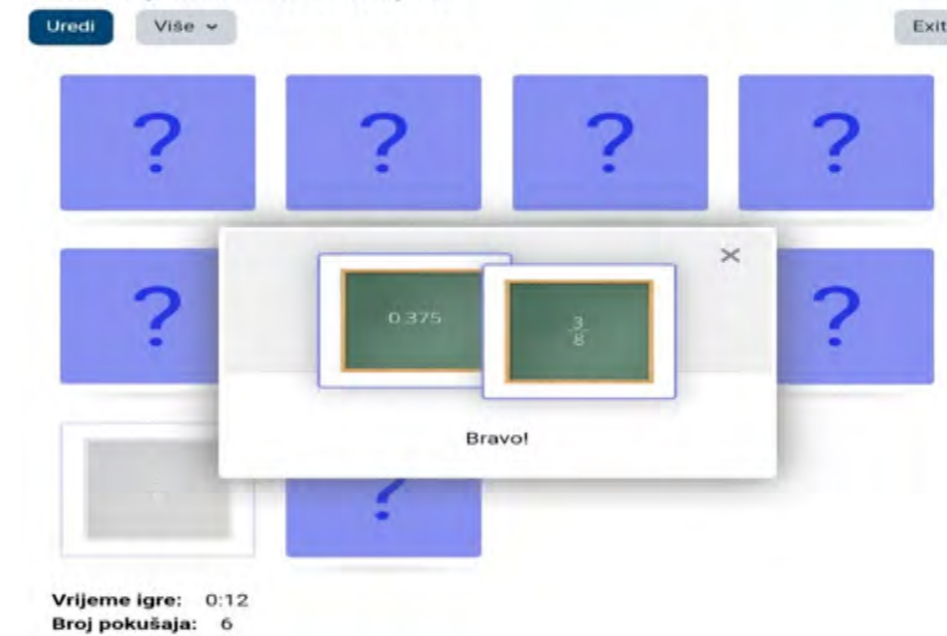 Uredi Više Exit
? ? ? ?
? ?
0.375
3
8
Bravo!
?
Vrijeme igre: 0:12
Broj pokušaja: 6